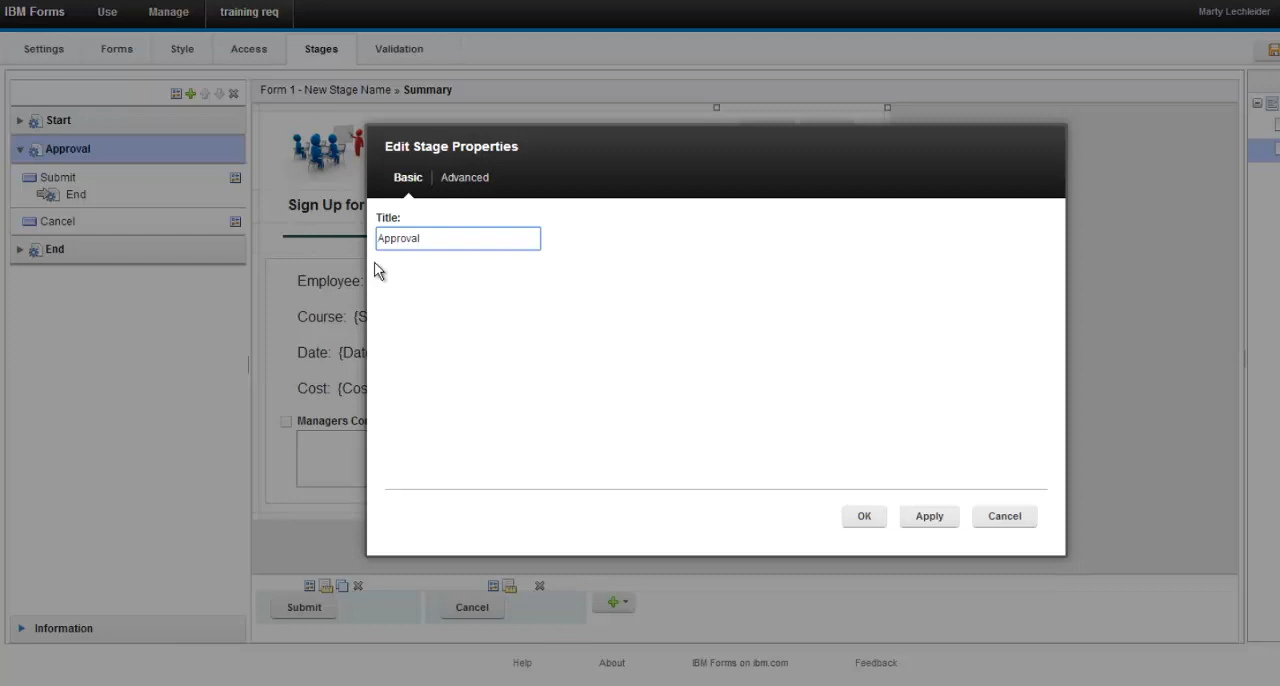 IBM Forms Use Manage training req Marty Lechleider
Settings Forms Style Access Stages Validation
Form 1 - New Stage Name » Summary
Start
Approval
Submit
End
Cancel
End
Information
Sign Up for
Employee:
Course: {S
Date: {Dat
Cost: {Cos
Managers Co
Edit Stage Properties
Basic | Advanced
Title:
Approval
OK Apply Cancel
Submit Cancel
Help About IBM Forms on ibm.com Feedback